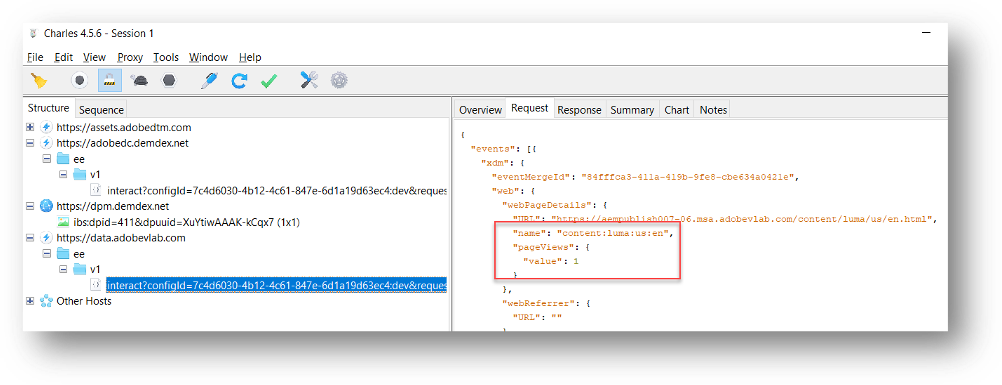 Charles 4.5.6 - Session 1
File Edit View Proxy Tools Window Help
Structure Sequence
https://assets.adobedtm.com
https://adobedc.demdex.net
ee
v1
interact?configId=7c4d6030-4b12-4c61-847e-6d1a19d63ec4:dev&reque
https://dpm.demdex.net
ibs:dpid=411&dpuuid=XuYtiwAAAK-kCqx7 (1x1)
https://data.adobevlab.com
ee
v1
interact?configId=7c4d6030-4b12-4c61-847e-6d1a19d63ec4:dev&reque
Other Hosts
Overview Request Response Summary Chart Notes
{
"events": [{
"xdm": {
"eventMergeId": "84fffca3-411a-419b-9fe8-cbe634a0421e",
"web": {
"webPageDetails": {
"URL": "https://aempublish007-06.msa.adobevlab.com/content/luma/us/en.html",
"name": "content:luma:us:en",
"pageViews": {
"value": 1
}
},
"webReferrer": {
"URL": ""